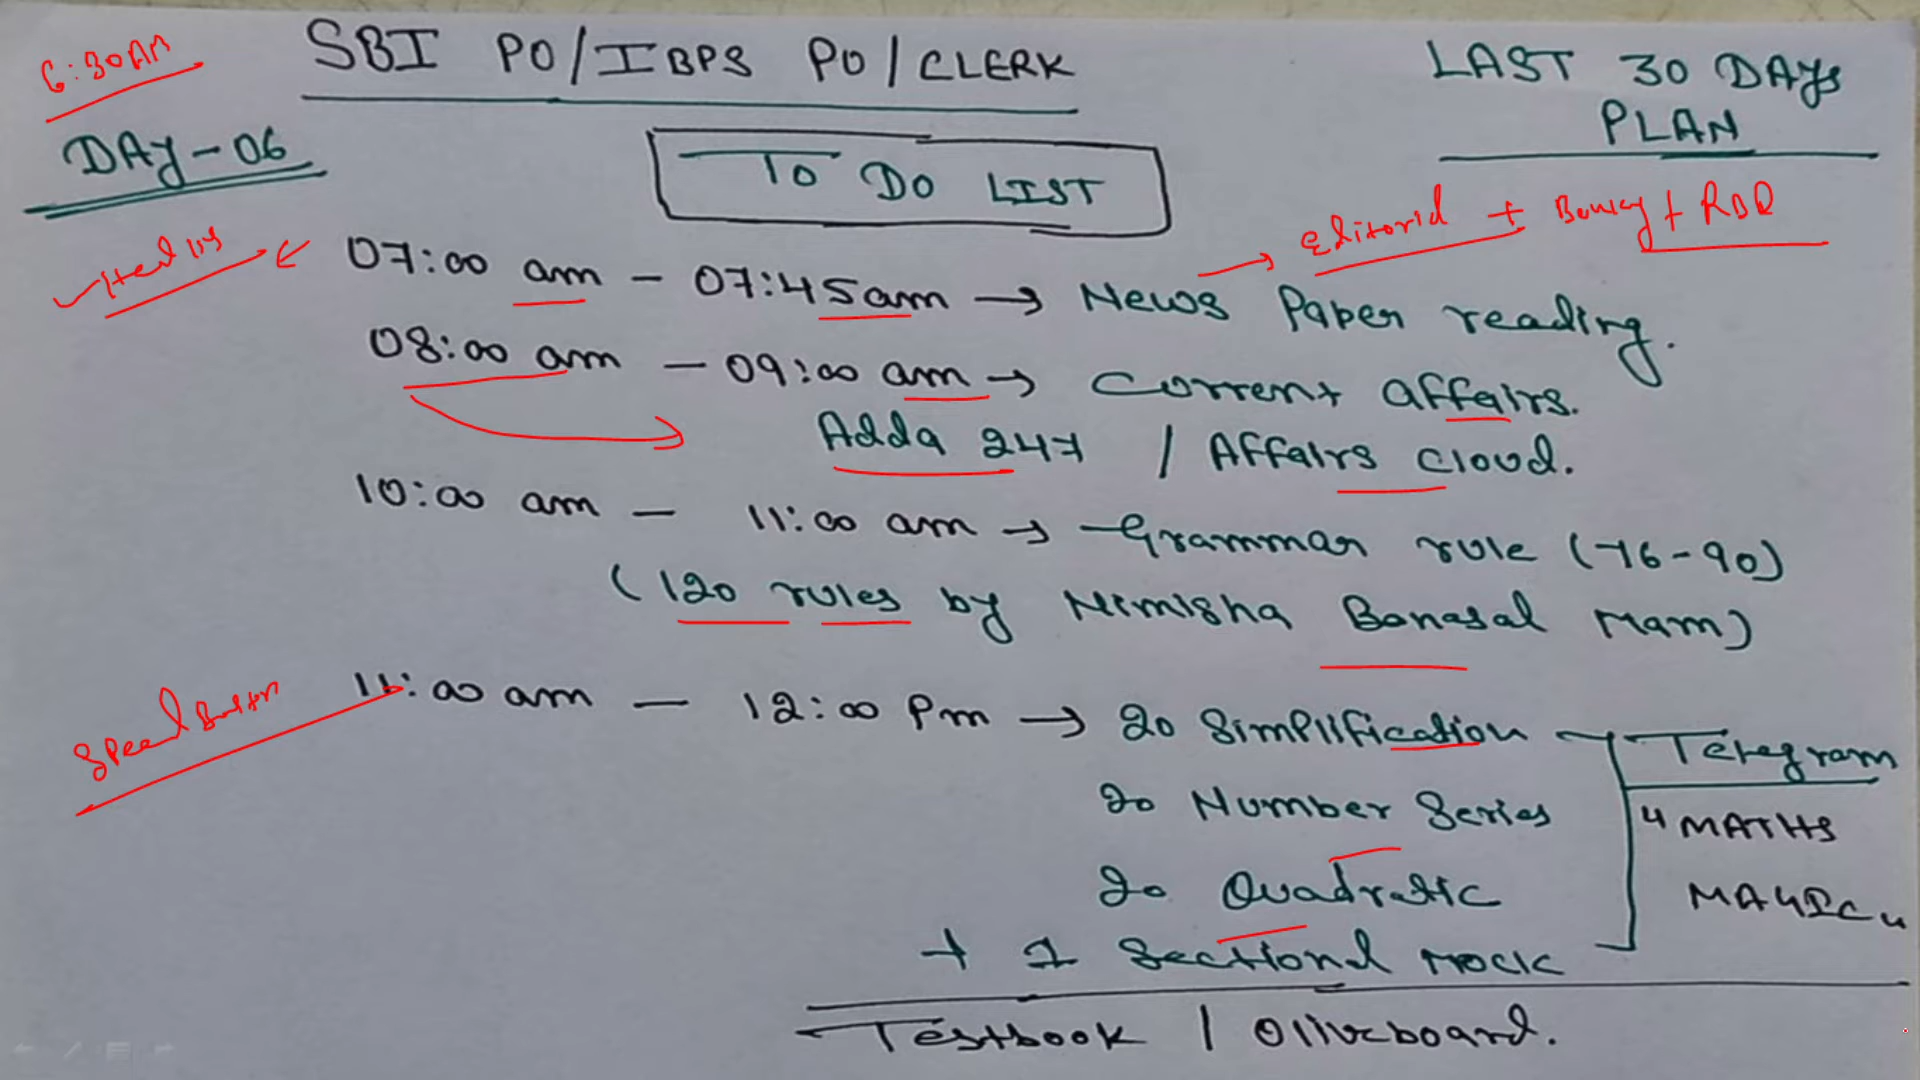 6:30AM
SBI PO/IBPS PO/CLERK
LAST 30 DAYS
PLAN
DAY-06
TO DO LIST
Editorial + Banking + RBI
07:00 am - 07:45am → News Paper reading.
08:00 am - 09:00 am → Current Affairs.
Adda 247 / Affairs cloud.
10:00 am - 11:00 am → Grammar rule (76-90)
(120 rules by Nimisha Bansal Mam)
Speed
11:00 am - 12:00 Pm → 20 Simplification
Telegram
20 Number Series
4 MATHS
20 Quadratic
MAGIC 4
+ 1 Sectional MOCK
Testbook / Oliveboard.